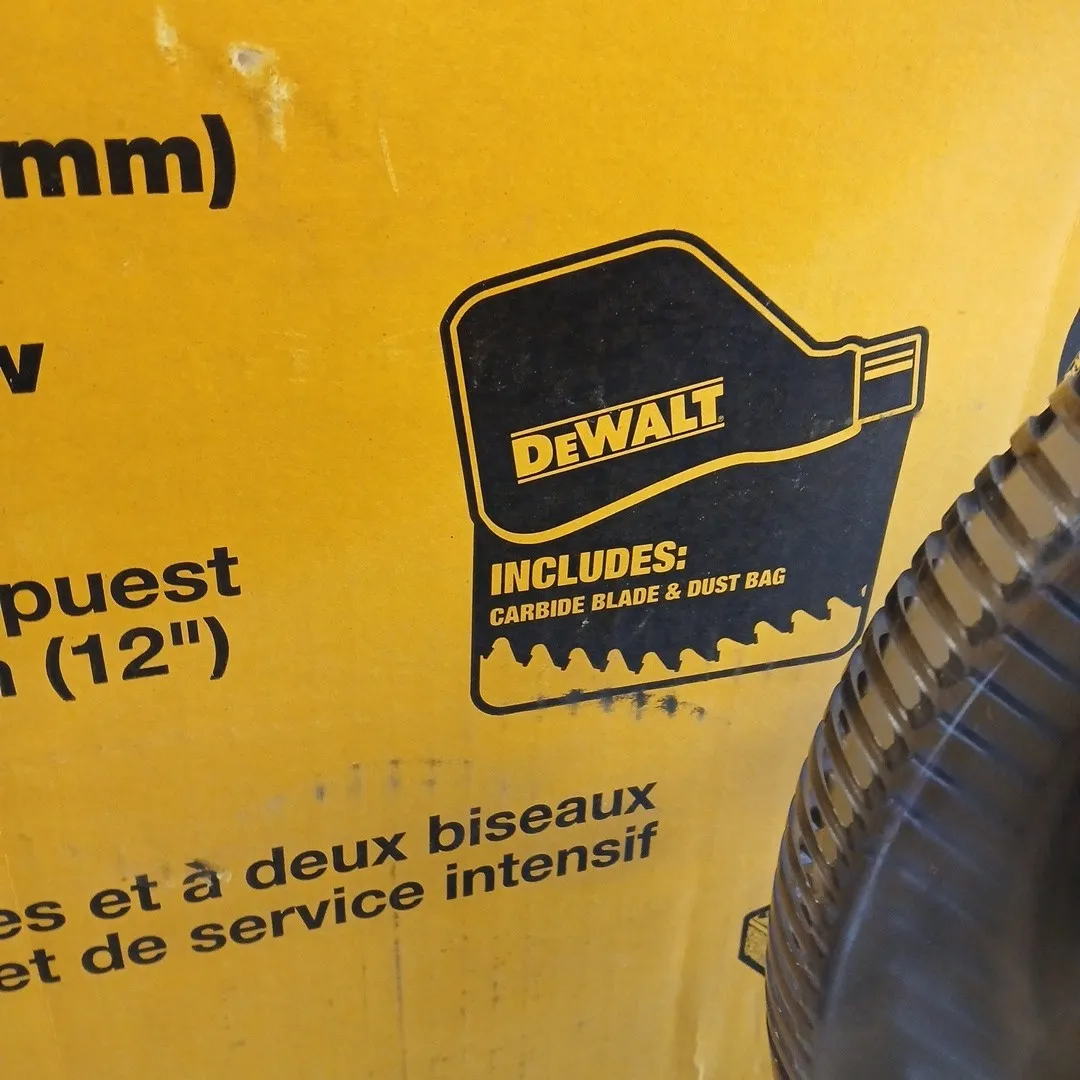 mm)
w
puest
(12")
DEWALT
INCLUDES:
CARBIDE BLADE & DUST BAG
es et à deux biseaux
et de service intensif